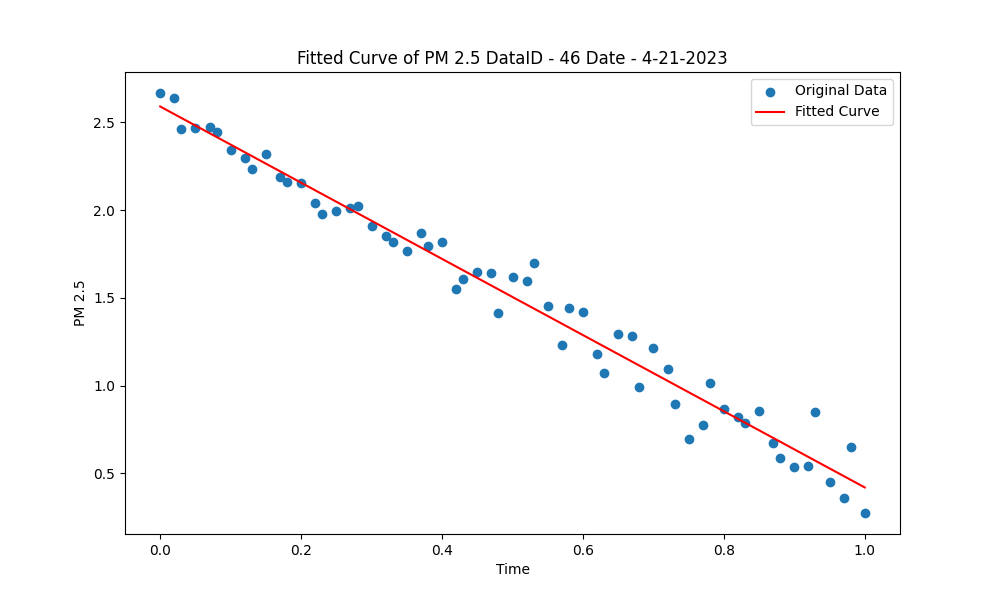 Fitted Curve of PM 2.5 DataID - 46 Date - 4-21-2023
Original Data
Fitted Curve
2.5
2.0
1.5
1.0
0.5
PM 2.5
0.0 0.2 0.4 0.6 0.8 1.0
Time